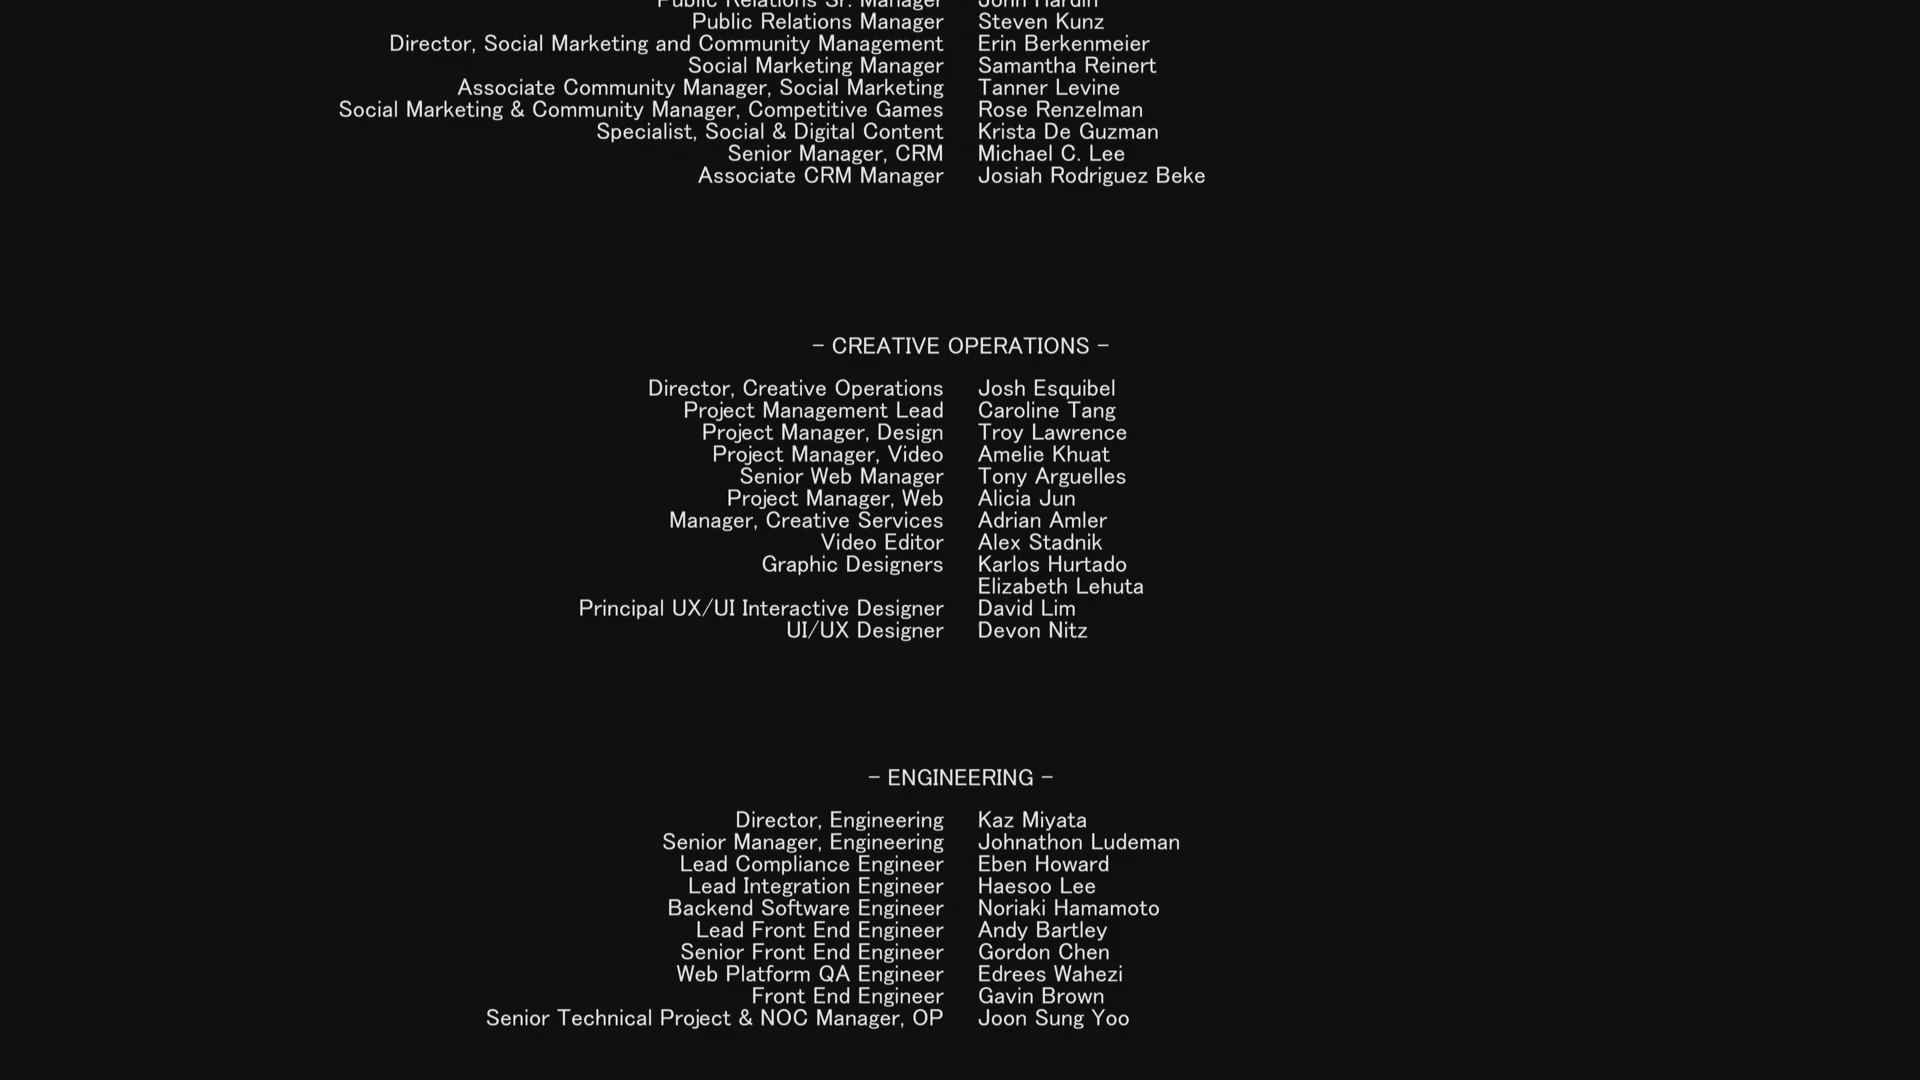 Public Relations Sr. Manager John Hardin
Public Relations Manager Steven Kunz
Director, Social Marketing and Community Management Erin Berkenmeier
Social Marketing Manager Samantha Reinert
Associate Community Manager, Social Marketing Tanner Levine
Social Marketing & Community Manager, Competitive Games Rose Renzelman
Specialist, Social & Digital Content Krista De Guzman
Senior Manager, CRM Michael C. Lee
Associate CRM Manager Josiah Rodriguez Beke
– CREATIVE OPERATIONS –
Director, Creative Operations Josh Esquibel
Project Management Lead Caroline Tang
Project Manager, Design Troy Lawrence
Project Manager, Video Amelie Khuat
Senior Web Manager Tony Arguelles
Project Manager, Web Alicia Jun
Manager, Creative Services Adrian Amler
Video Editor Alex Stadnik
Graphic Designers Karlos Hurtado
Elizabeth Lehuta
Principal UX/UI Interactive Designer David Lim
UI/UX Designer Devon Nitz
– ENGINEERING –
Director, Engineering Kaz Miyata
Senior Manager, Engineering Johnathon Ludeman
Lead Compliance Engineer Eben Howard
Lead Integration Engineer Haesoo Lee
Backend Software Engineer Noriaki Hamamoto
Lead Front End Engineer Andy Bartley
Senior Front End Engineer Gordon Chen
Web Platform QA Engineer Edrees Wahezi
Front End Engineer Gavin Brown
Senior Technical Project & NOC Manager, OP Joon Sung Yoo